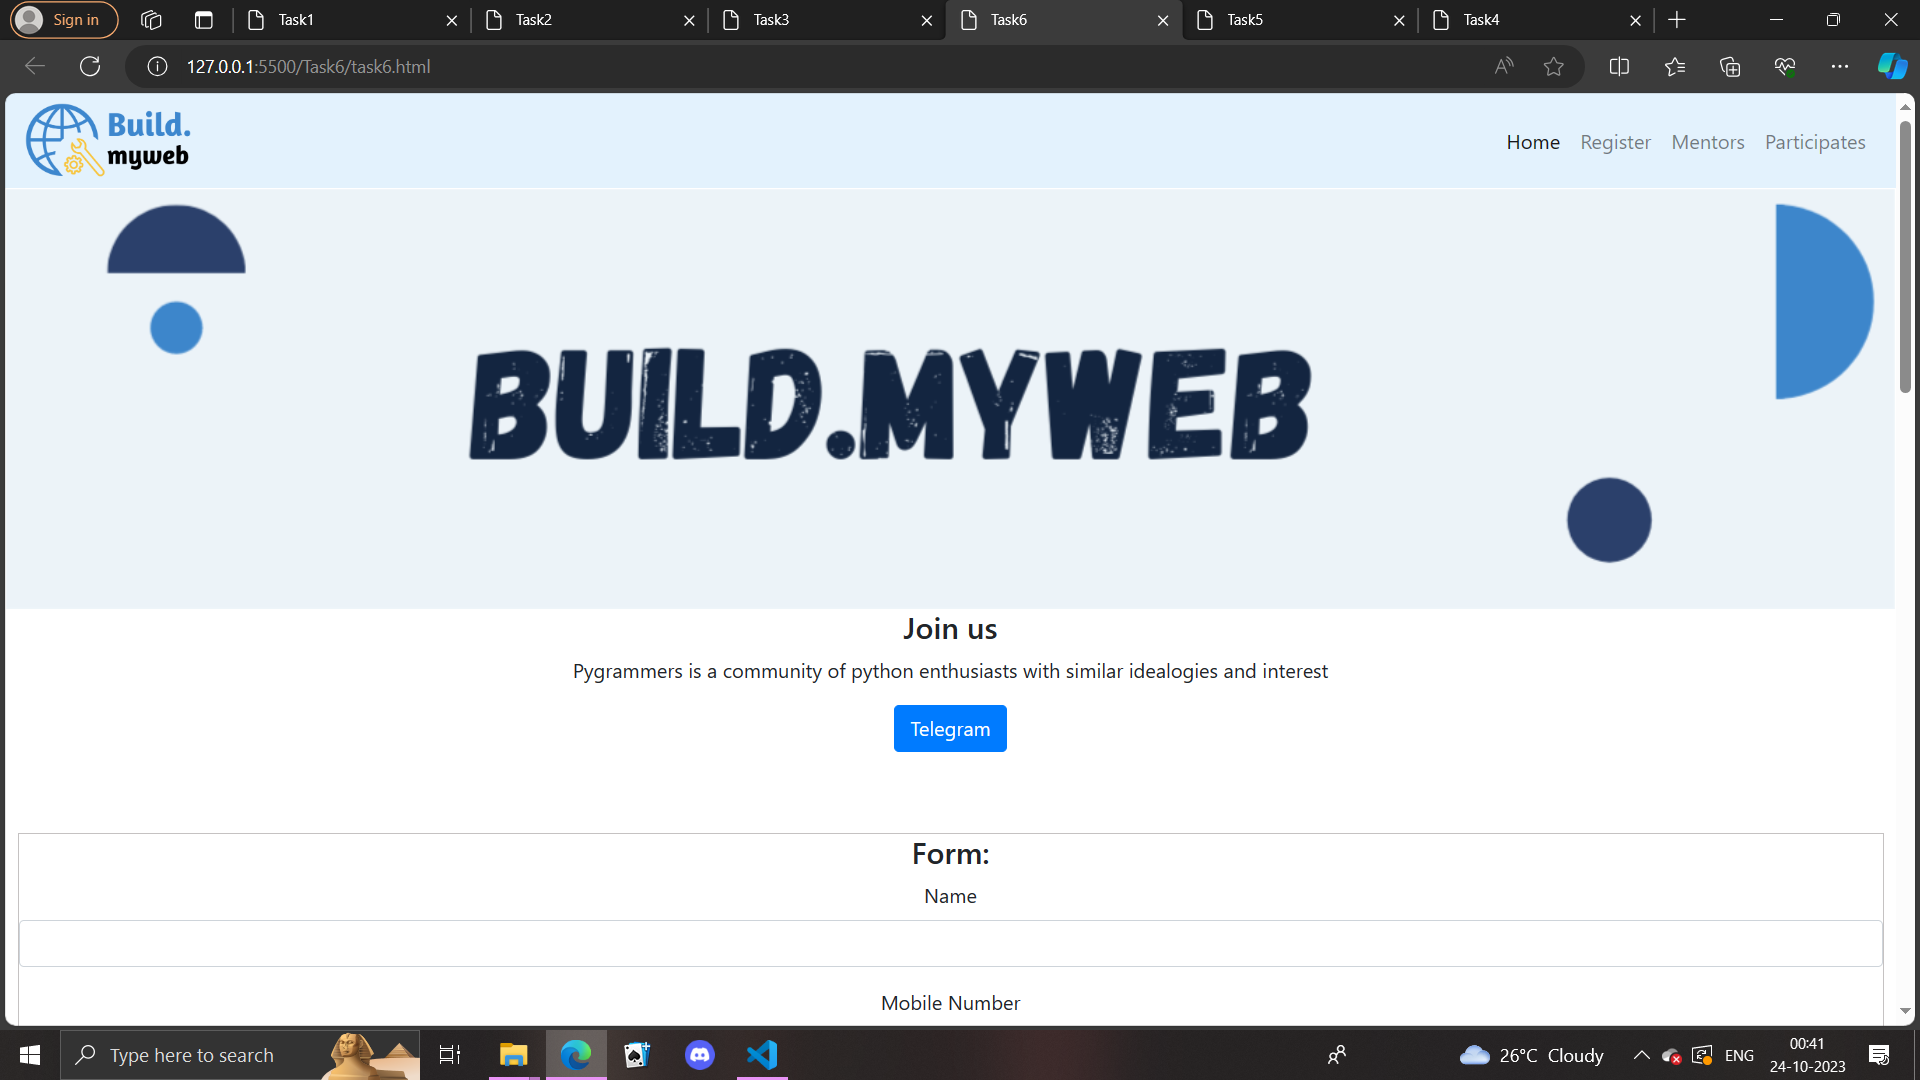 Sign in
Task1
Task2
Task3
Task6
Task5
Task4
127.0.0.1:5500/Task6/task6.html
Build.
myweb
Home Register Mentors Participates
BUILD.MYWEB
Join us
Pygrammers is a community of python enthusiasts with similar idealogies and interest
Telegram
Form:
Name
Mobile Number
Type here to search
26°C Cloudy
ENG
00:41
24-10-2023